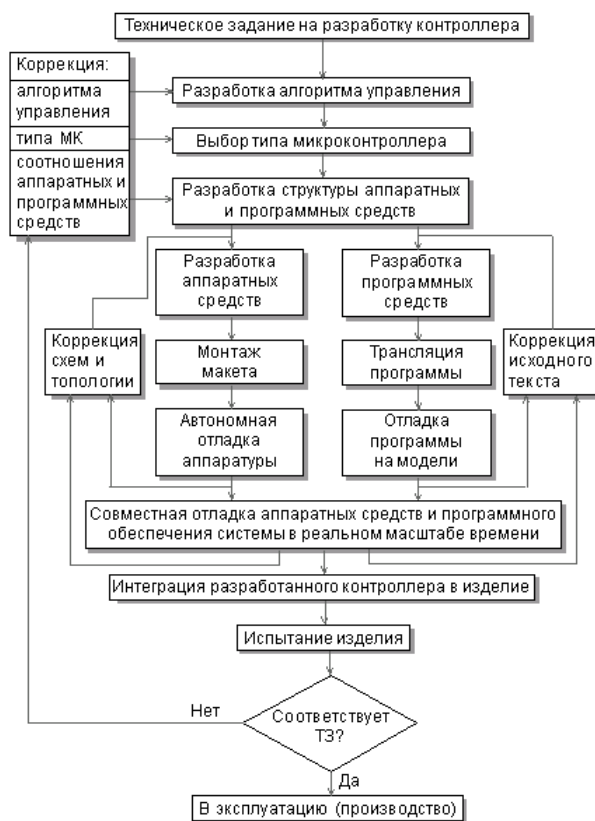 Техническое задание на разработку контроллера
Коррекция:
алгоритма
управления
типа МК
соотношения
аппаратных и
программных
средств
Разработка алгоритма управления
Выбор типа микроконтроллера
Разработка структуры аппаратных
и программных средств
Разработка
аппаратных
средств
Разработка
программных
средств
Коррекция
схем и
топологии
Монтаж
макета
Трансляция
программы
Коррекция
исходного
текста
Автономная
отладка
аппаратуры
Отладка
программы
на модели
Совместная отладка аппаратных средств и программного
обеспечения системы в реальном масштабе времени
Интеграция разработанного контроллера в изделие
Испытание изделия
Нет
Соответствует
ТЗ?
Да
В эксплуатацию (производство)